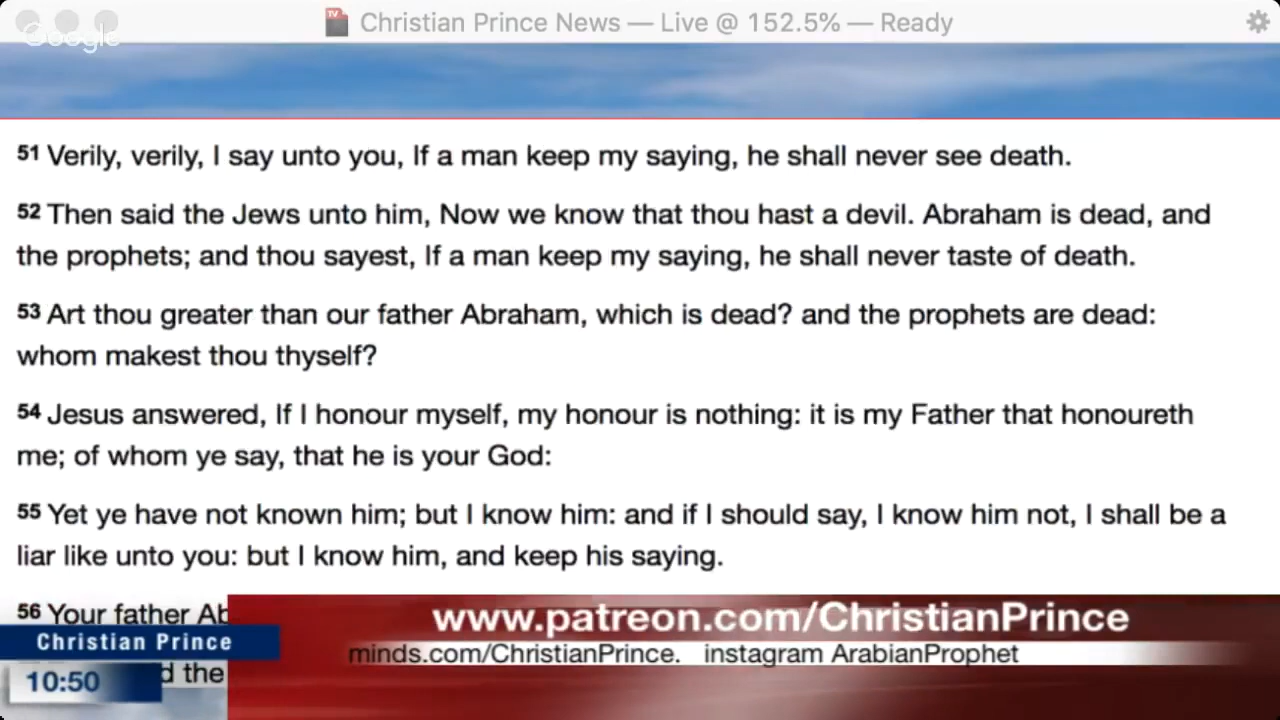 Christian Prince News — Live @ 152.5% — Ready
Google
51 Verily, verily, I say unto you, If a man keep my saying, he shall never see death.
52 Then said the Jews unto him, Now we know that thou hast a devil. Abraham is dead, and
the prophets; and thou sayest, If a man keep my saying, he shall never taste of death.
53 Art thou greater than our father Abraham, which is dead? and the prophets are dead:
whom makest thou thyself?
54 Jesus answered, If I honour myself, my honour is nothing: it is my Father that honoureth
me; of whom ye say, that he is your God:
55 Yet ye have not known him; but I know him: and if I should say, I know him not, I shall be a
liar like unto you: but I know him, and keep his saying.
56 Your father Ab
www.patreon.com/ChristianPrince
Christian Prince
minds.com/ChristianPrince. instagram ArabianProphet
10:50
d the